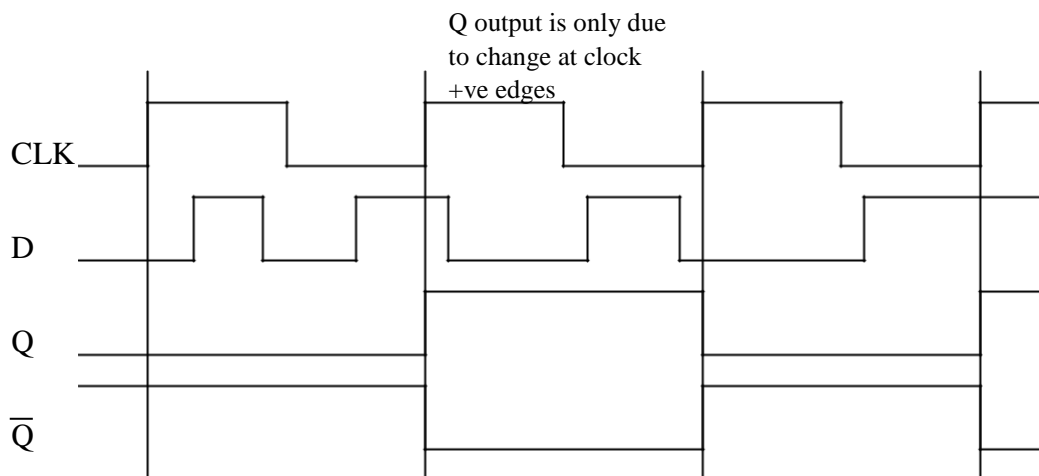 Q output is only due
to change at clock
+ve edges
CLK
D
Q
Q̅